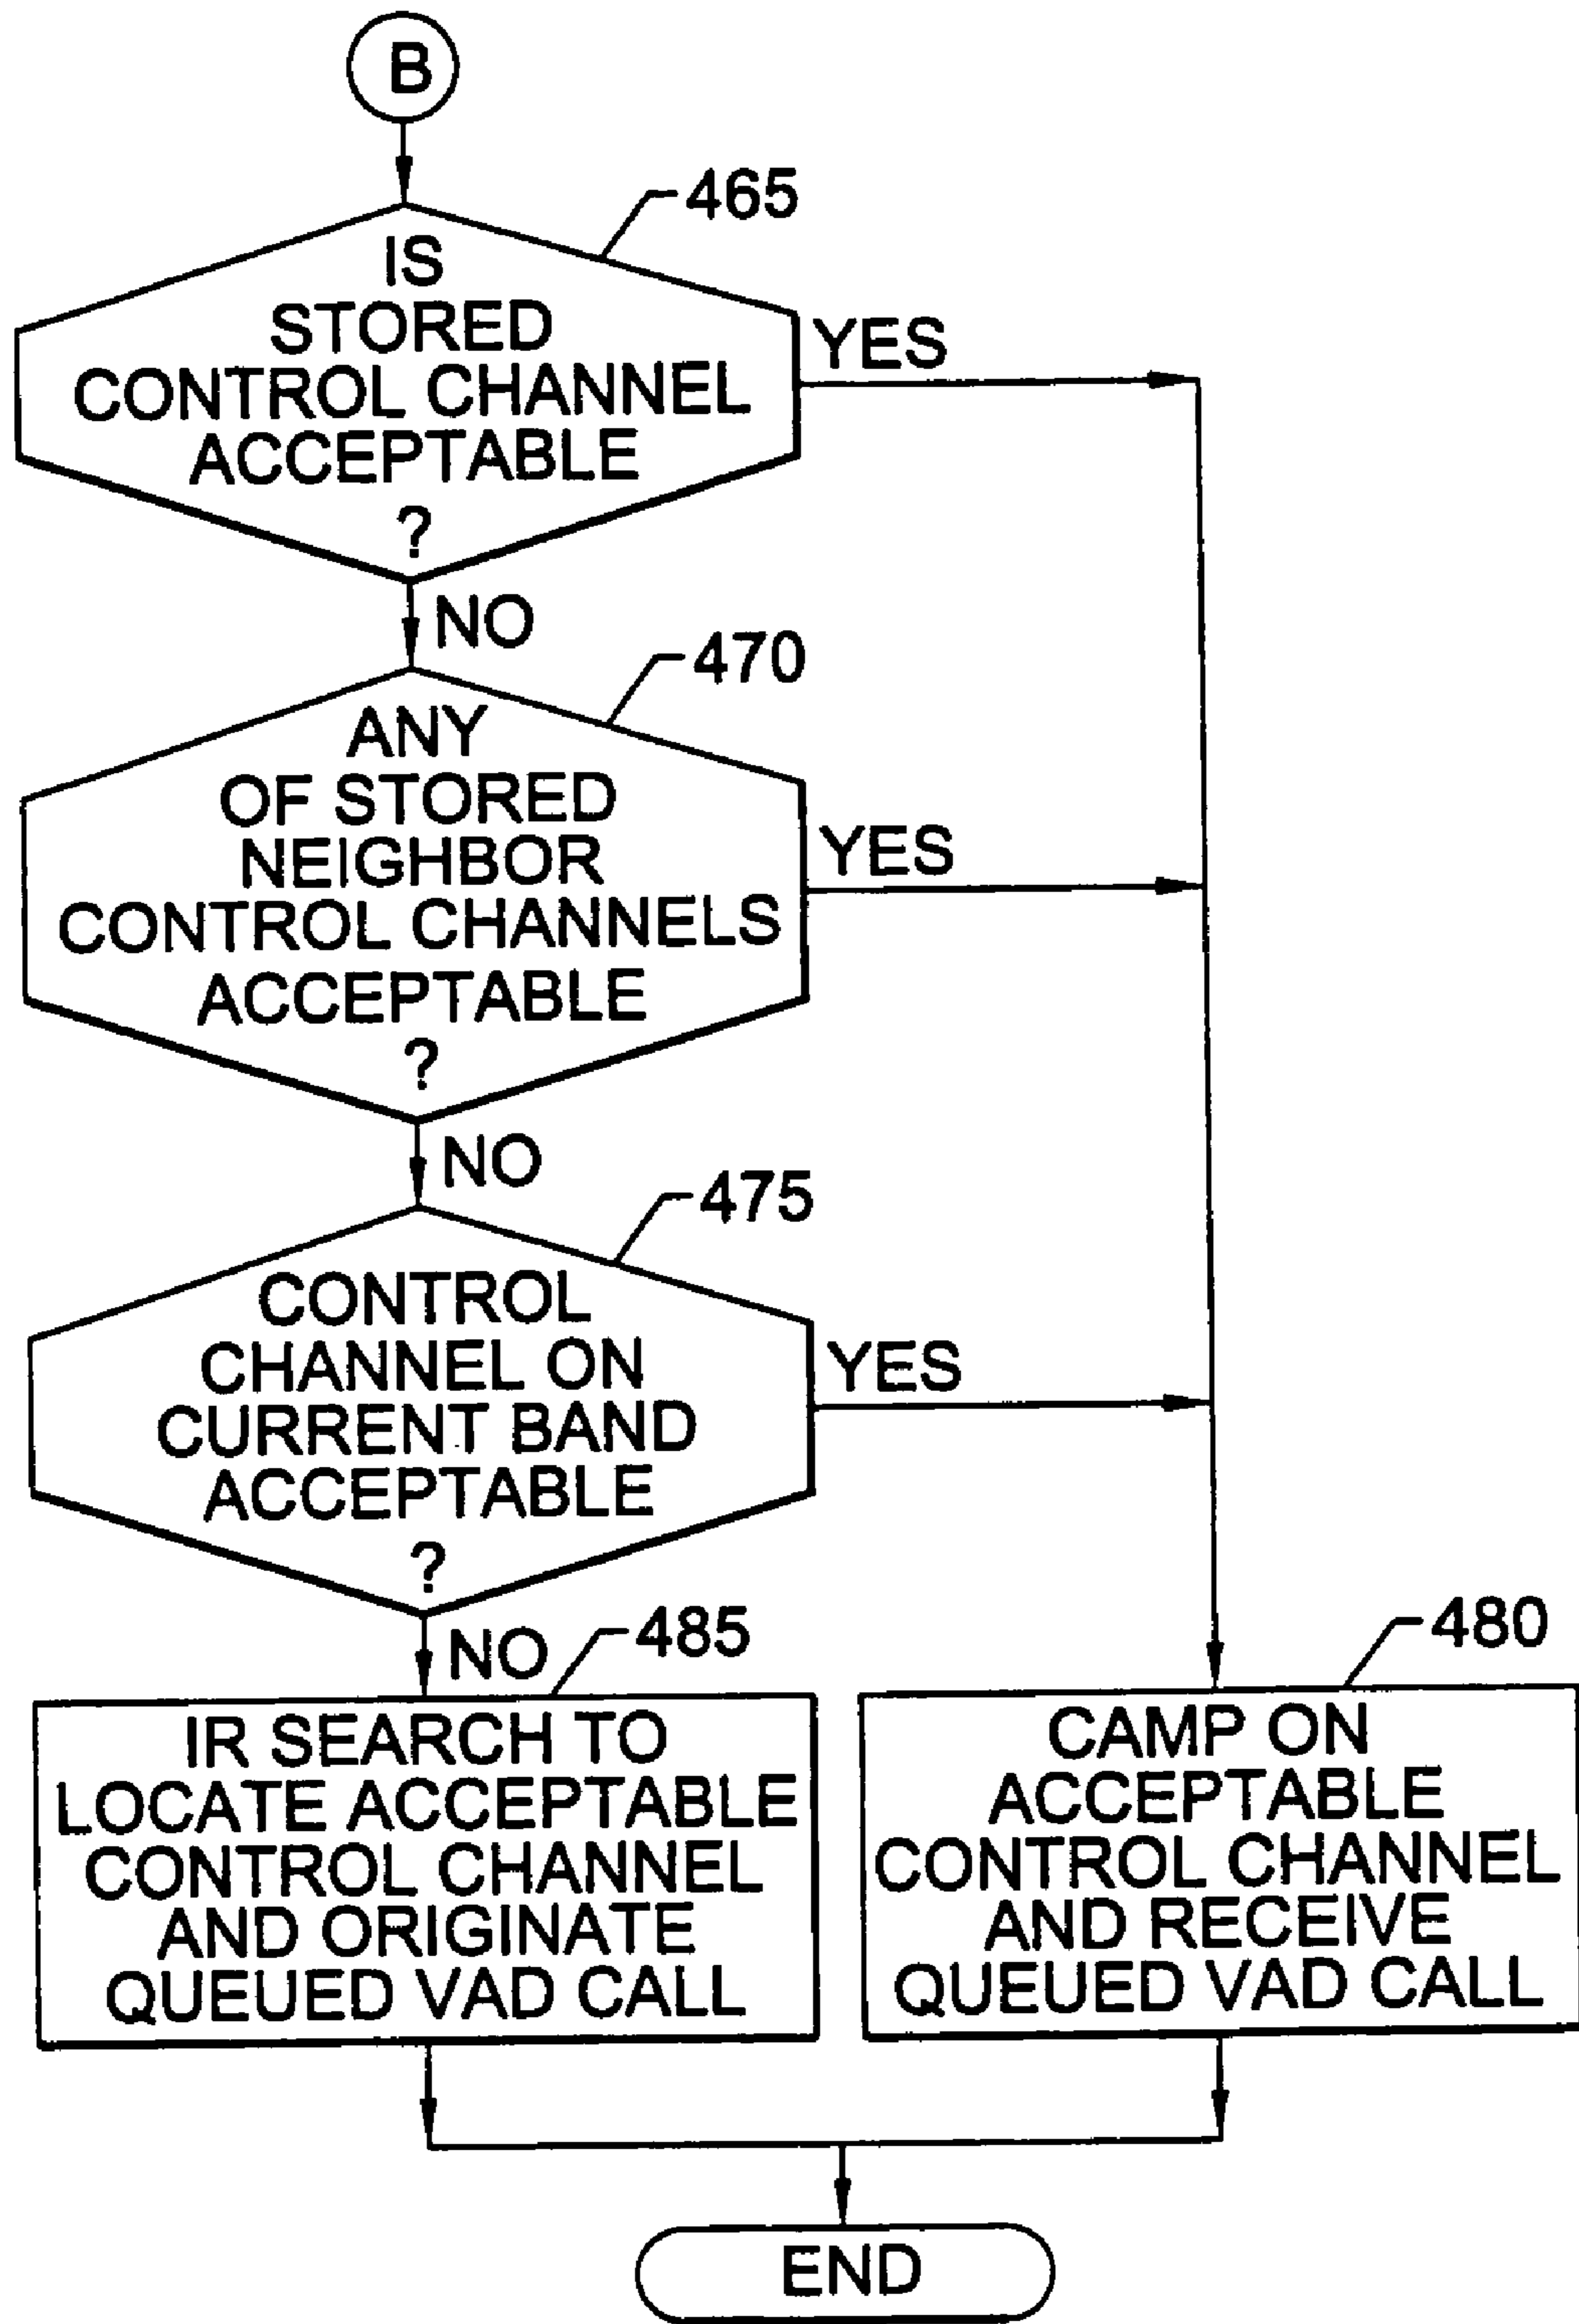 B
465
IS
STORED
CONTROL CHANNEL
ACCEPTABLE
?
YES
NO
470
ANY
OF STORED
NEIGHBOR
CONTROL CHANNELS
ACCEPTABLE
?
YES
NO
475
CONTROL
CHANNEL ON
CURRENT BAND
ACCEPTABLE
?
YES
NO
485
IR SEARCH TO
LOCATE ACCEPTABLE
CONTROL CHANNEL
AND ORIGINATE
QUEUED VAD CALL
480
CAMP ON
ACCEPTABLE
CONTROL CHANNEL
AND RECEIVE
QUEUED VAD CALL
END